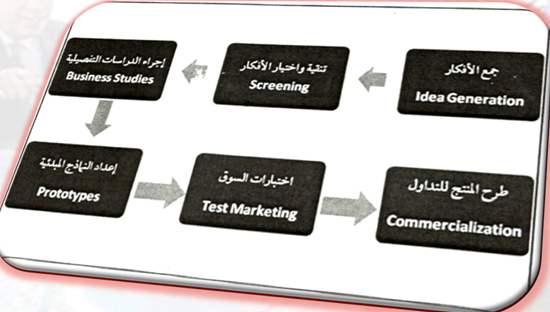 جمع الأفكار
Idea Generation
تنقية واختبار الأفكار
Screening
إجراء الدراسات التفصيلية
Business Studies
إعداد النماذج المبدئية
Prototypes
اختبارات السوق
Test Marketing
طرح المنتج للتداول
Commercialization